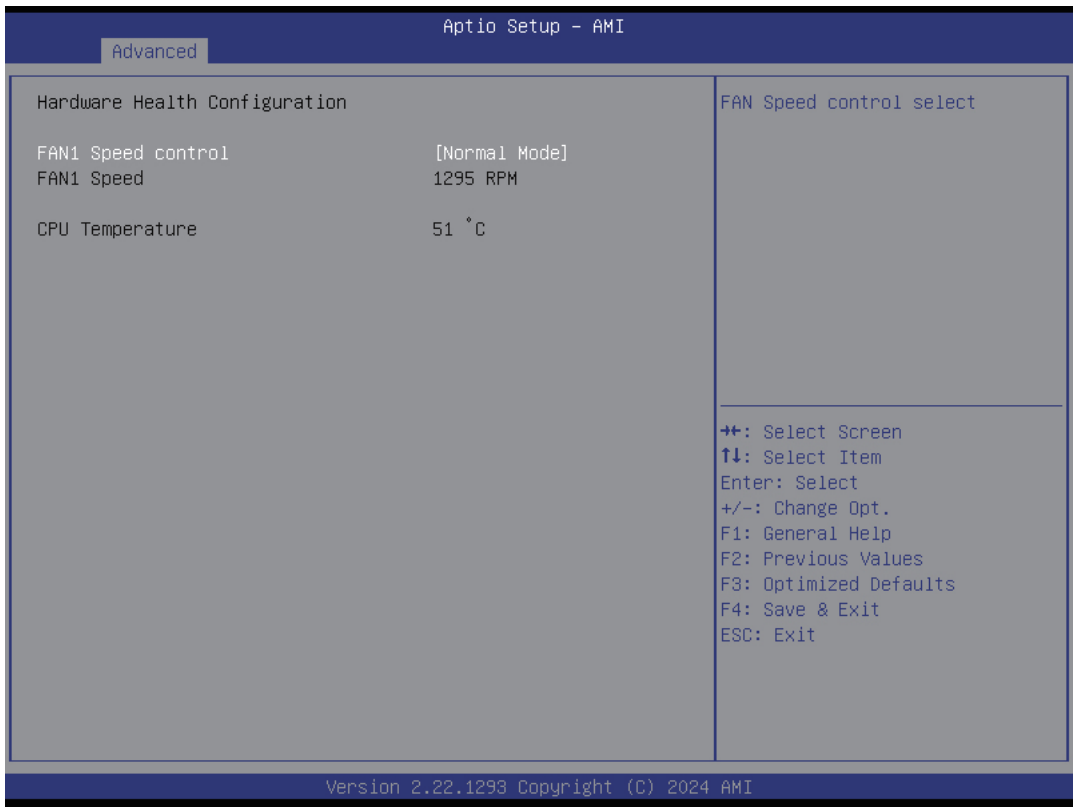 Aptio Setup – AMI
Advanced
Hardware Health Configuration
FAN1 Speed control [Normal Mode]
FAN1 Speed 1295 RPM
CPU Temperature 51 °C
FAN Speed control select
→←: Select Screen
↑↓: Select Item
Enter: Select
+/-: Change Opt.
F1: General Help
F2: Previous Values
F3: Optimized Defaults
F4: Save & Exit
ESC: Exit
Version 2.22.1293 Copyright (C) 2024 AMI